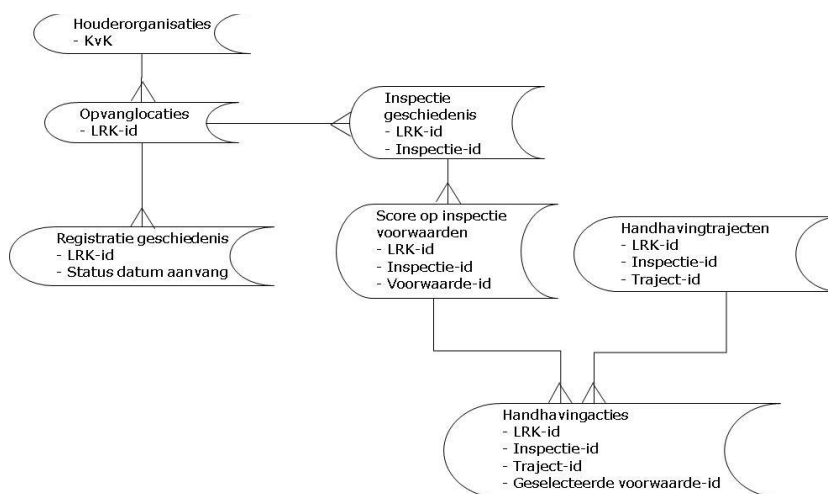 Houderorganisaties
- KvK
Opvanglocaties
- LRK-id
Inspectie
geschiedenis
- LRK-id
- Inspectie-id
Registratie geschiedenis
- LRK-id
- Status datum aanvang
Score op inspectie
voorwaarden
- LRK-id
- Inspectie-id
- Voorwaarde-id
Handhavingtrajecten
- LRK-id
- Inspectie-id
- Traject-id
Handhavingacties
- LRK-id
- Inspectie-id
- Traject-id
- Geselecteerde voorwaarde-id